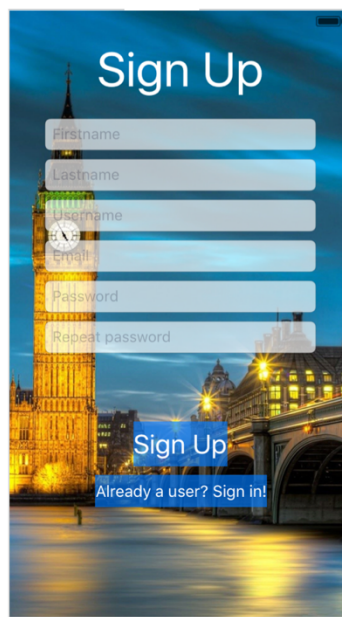 Sign Up
Firstname
Lastname
Username
Email
Password
Repeat password
Sign Up
Already a user? Sign in!